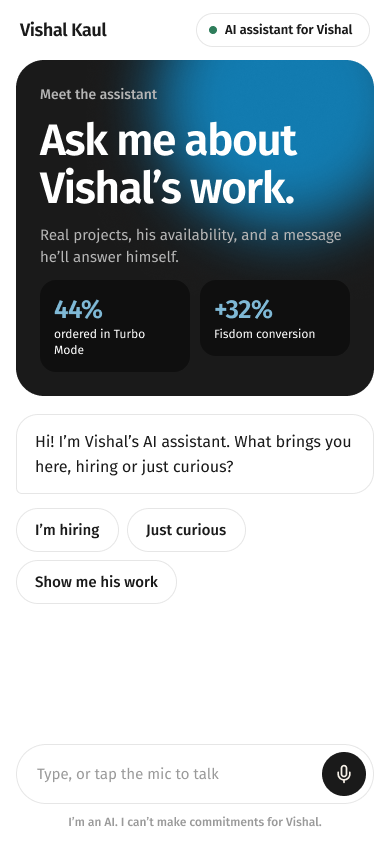 Vishal Kaul
AI assistant for Vishal
Meet the assistant
Ask me about
Vishal’s work.
Real projects, his availability, and a message
he’ll answer himself.
44%
ordered in Turbo
Mode
+32%
Fisdom conversion
Hi! I’m Vishal’s AI assistant. What brings you
here, hiring or just curious?
I’m hiring
Just curious
Show me his work
Type, or tap the mic to talk
I’m an AI. I can’t make commitments for Vishal.